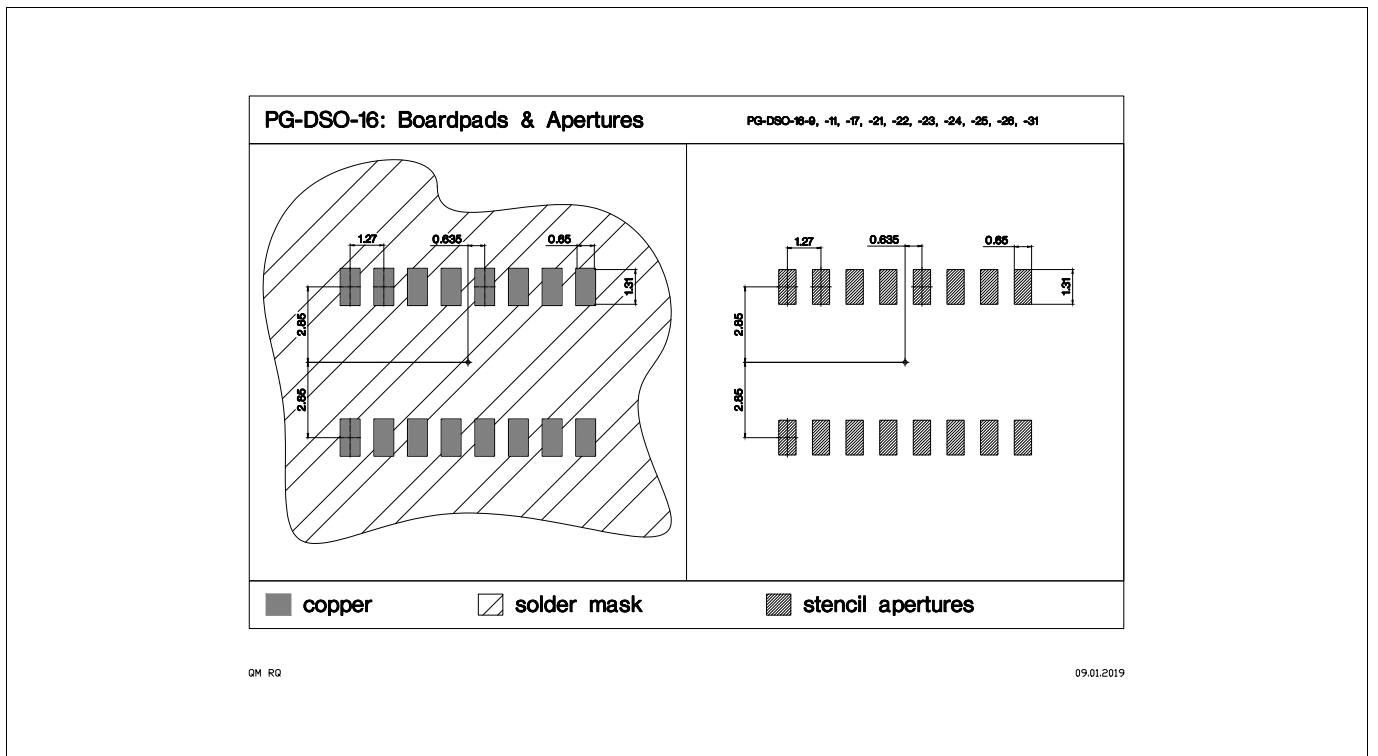 PG-DSO-16: Boardpads & Apertures
PG-DSO-16-9, -11, -17, -21, -22, -23, -24, -25, -26, -31
1.27
0.635
0.65
1.31
2.85
2.85
1.27
0.635
0.65
1.31
2.85
2.85
copper
solder mask
stencil apertures
QM RQ
09.01.2019